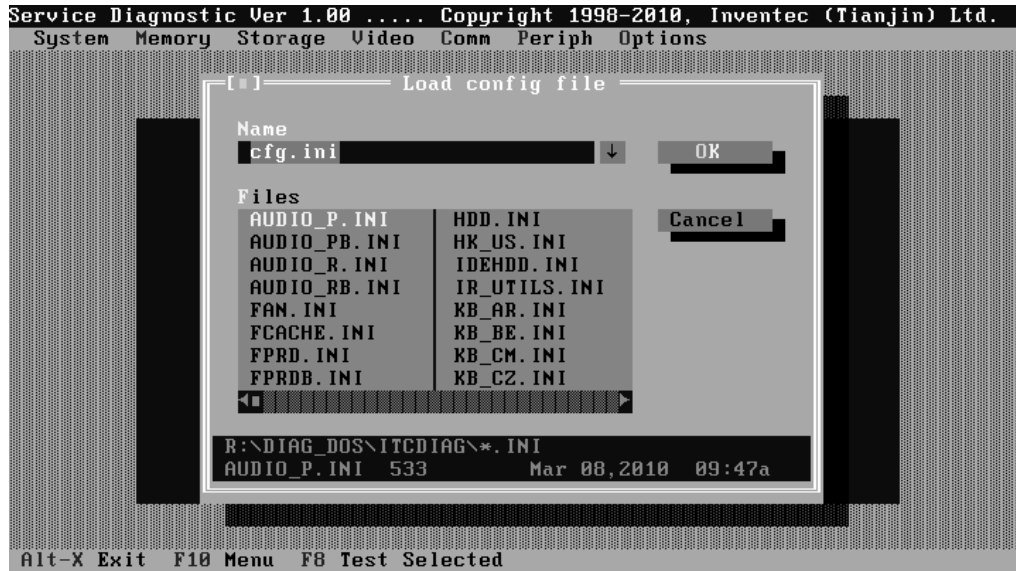 Service Diagnostic Ver 1.00 ..... Copyright 1998-2010, Inventec (Tianjin) Ltd.
System Memory Storage Video Comm Periph Options
[■] Load config file
Name
cfg.ini ↓ OK
Files
AUDIO_P.INI HDD.INI Cancel
AUDIO_PB.INI HK_US.INI
AUDIO_R.INI IDEHDD.INI
AUDIO_RB.INI IR_UTILS.INI
FAN.INI KB_AR.INI
FCACHE.INI KB_BE.INI
FPRD.INI KB_CM.INI
FPRDB.INI KB_CZ.INI
R:\DIAG_DOS\ITCDIAG\*.INI
AUDIO_P.INI 533 Mar 08,2010 09:47a
Alt-X Exit F10 Menu F8 Test Selected